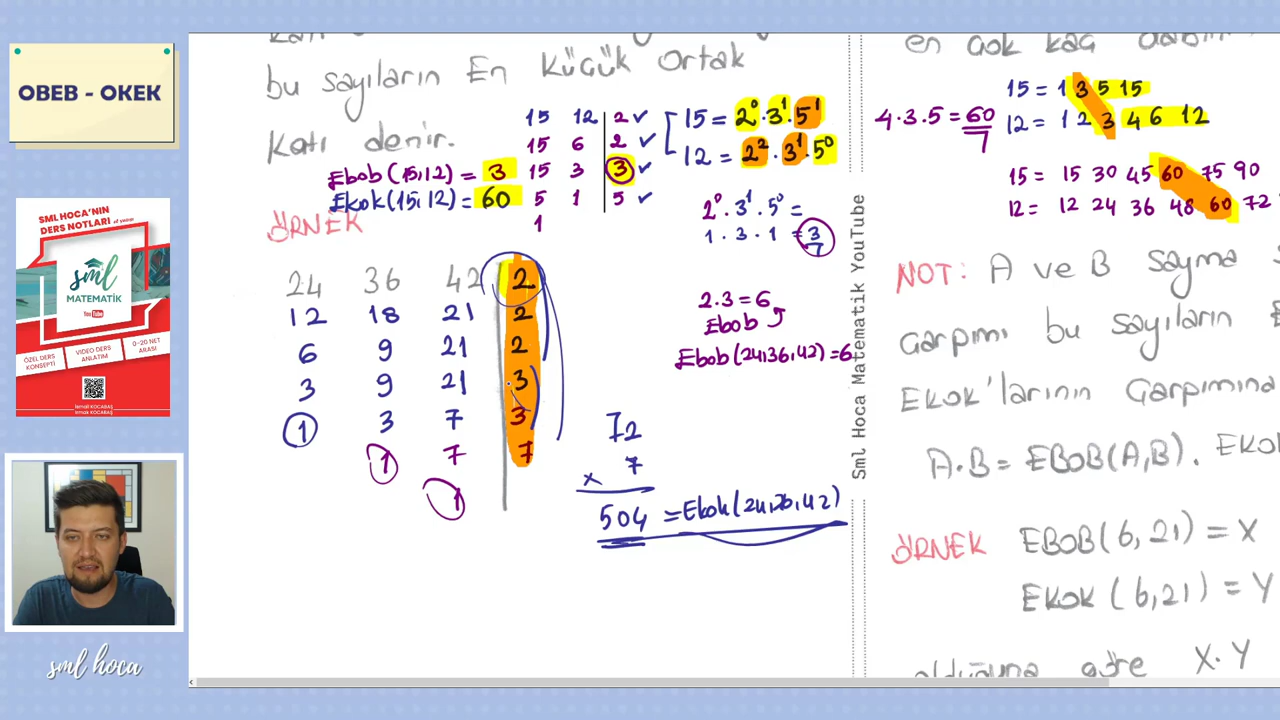 OBEB - OKEK
SML HOCA'NIN
DERS NOTLARI
sml
MATEMATİK
You Tube
ÖZEL DERS
KONSEPTİ
VIDEO DERS
ANLATIM
0-20 NET
ARASI
İsmail KOCABAŞ
sml hoca
bu sayıların En Küçük Ortak
Katı denir.
15 12 2 ✓
15 6 2 ✓
15 3 3 ✓
5 1 5 ✓
1
15 = 2⁰·3¹·5¹
12 = 2²·3¹·5⁰
Ebob(15,12) = 3
Ekok(15,12) = 60
2⁰·3¹·5⁰ =
1·3·1 = 3
ÖRNEK
24 36 42 2
12 18 21 2
6 9 21 2
3 9 21 3
1 3 7 3
1 7 7
1
2.3=6
Ebob
Ebob(24,36,42)=6
72
x 7
504 = Ekok(24,36,42)
Sml Hoca Matematik YouTube
en çok kaç
4·3·5=60
15 = 1 3 5 15
12 = 1 2 3 4 6 12
15 = 15 30 45 60 75 90
12 = 12 24 36 48 60 72
NOT: A ve B sayma
çarpımı bu sayıların
EKOK'larının çarpımına
A.B = EBOB(A,B). EKO
ÖRNEK EBOB(6,21) = X
EKOK(6,21) = Y
olduğuna göre X.Y